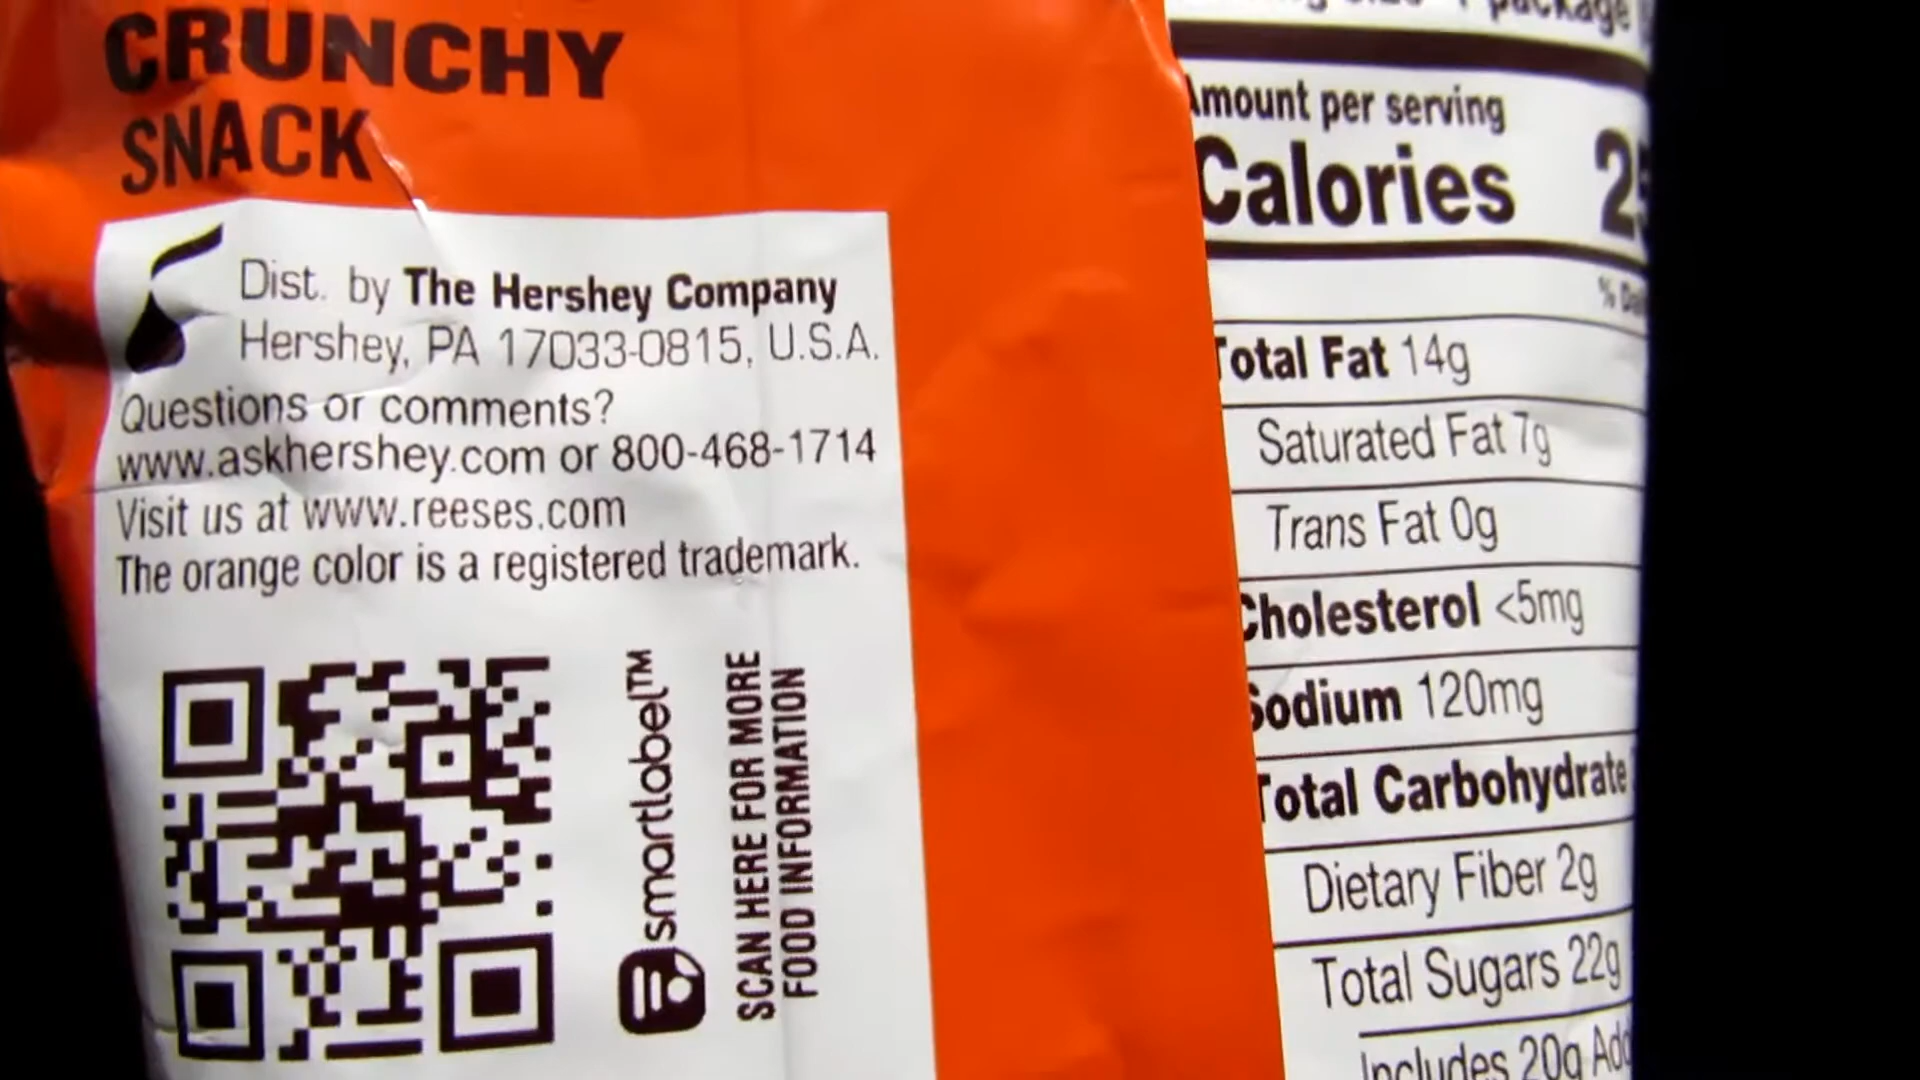 CRUNCHY
SNACK
Dist. by The Hershey Company
Hershey, PA 17033-0815, U.S.A.
Questions or comments?
www.askhershey.com or 800-468-1714
Visit us at www.reeses.com
The orange color is a registered trademark.
smartlabel™
SCAN HERE FOR MORE
FOOD INFORMATION
package
Amount per serving
Calories
%
Total Fat 14g
Saturated Fat 7g
Trans Fat 0g
Cholesterol <5mg
Sodium 120mg
Total Carbohydrate
Dietary Fiber 2g
Total Sugars 22g
Includes 20g